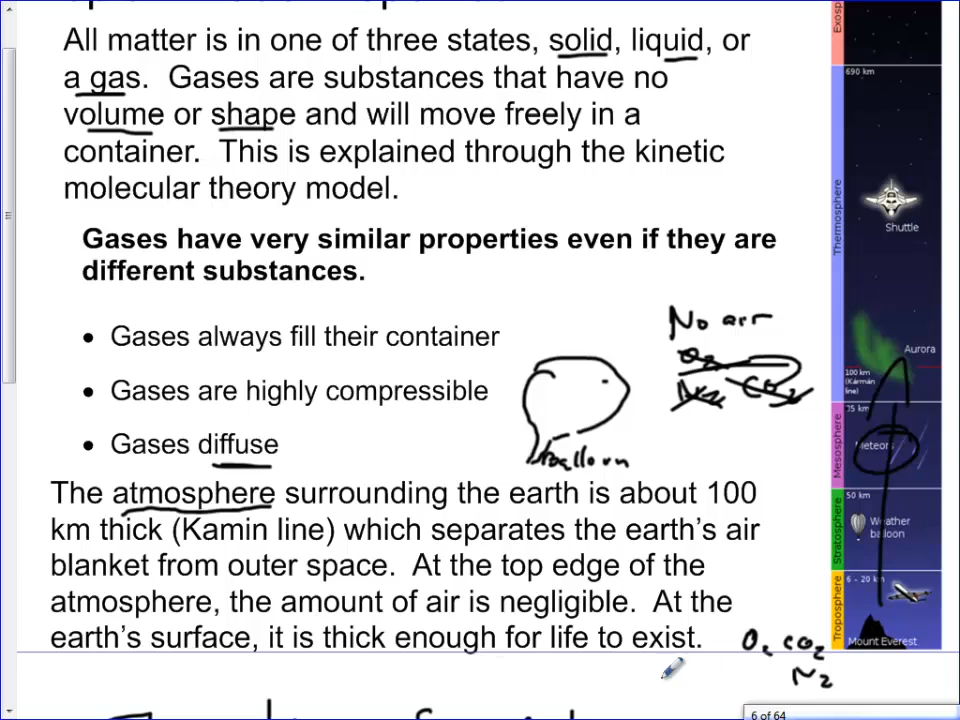 All matter is in one of three states, solid, liquid, or
a gas. Gases are substances that have no
volume or shape and will move freely in a
container. This is explained through the kinetic
molecular theory model.
Gases have very similar properties even if they are
different substances.
• Gases always fill their container
• Gases are highly compressible
• Gases diffuse
Balloon
No air
O2
N2 CO2
The atmosphere surrounding the earth is about 100
km thick (Kamin line) which separates the earth's air
blanket from outer space. At the top edge of the
atmosphere, the amount of air is negligible. At the
earth's surface, it is thick enough for life to exist.
O2 CO2
N2
690 km
Thermosphere
Shuttle
Aurora
100 km
(Kármán
line)
Mesosphere
Meteors
50 km
Stratosphere
Weather
balloon
6 - 20 km
Troposphere
Mount Everest
6 of 64